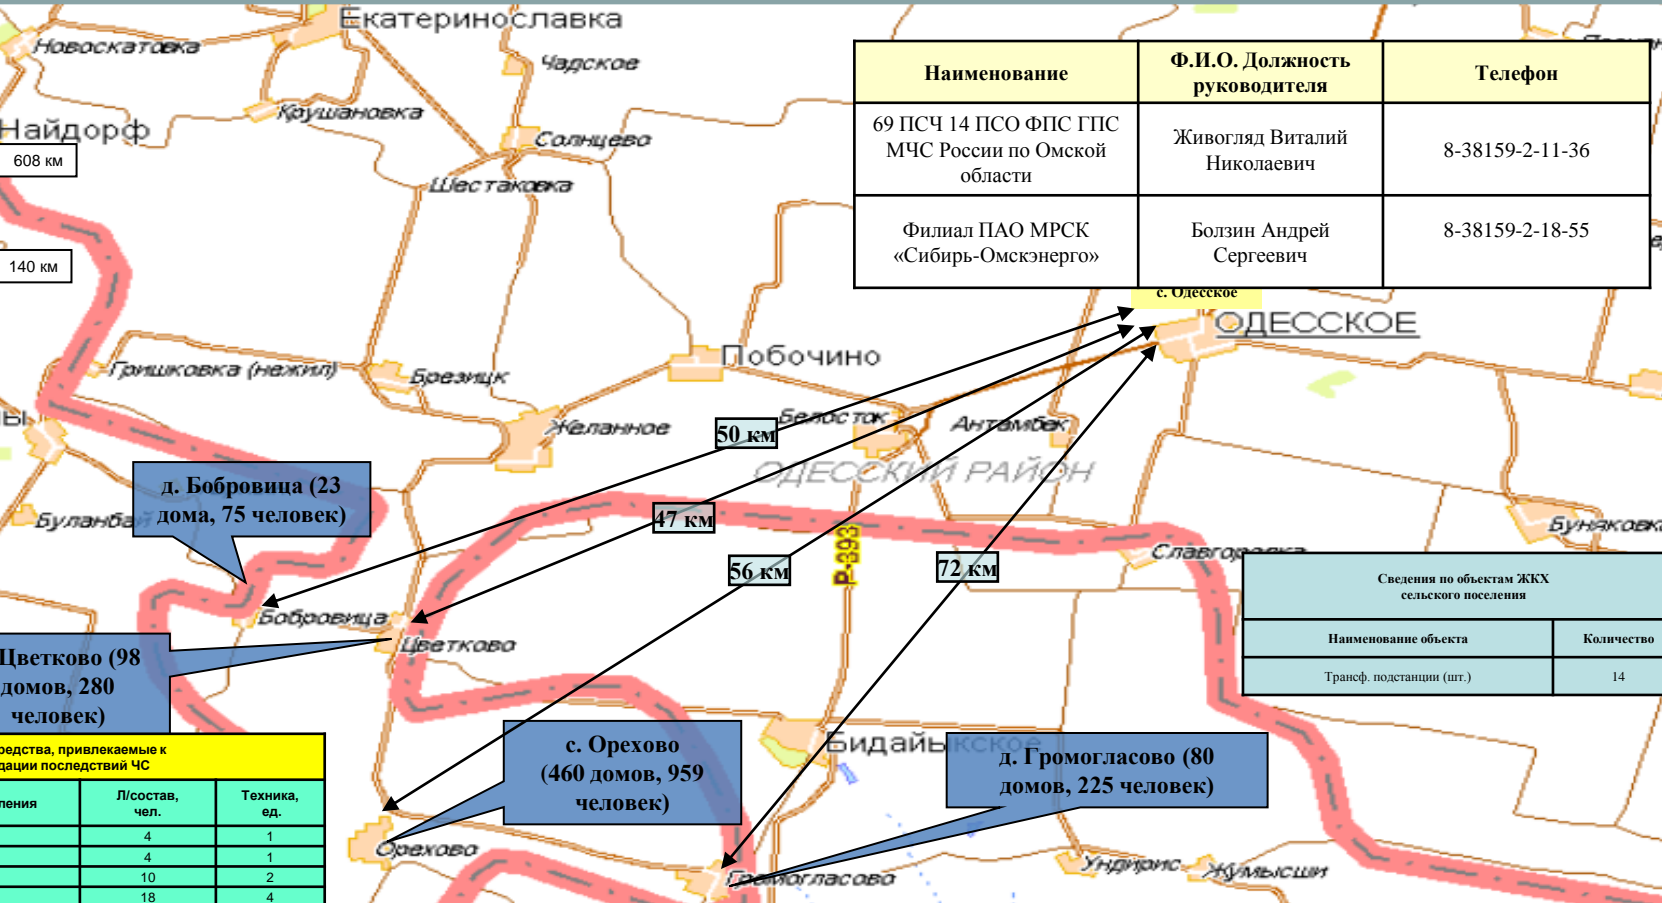 Екатеринославка
Новоскатовка
Чадское
Крушановка
Найдорф
Солнцево
608 км
Шестаковка
140 км
Наименование
Ф.И.О. Должность
руководителя
Телефон
69 ПСЧ 14 ПСО ФПС ГПС
МЧС России по Омской
области
Живогляд Виталий
Николаевич
8-38159-2-11-36
Филиал ПАО МРСК
«Сибирь-Омскэнерго»
Болзин Андрей
Сергеевич
8-38159-2-18-55
с. Одесское
ОДЕССКОЕ
Побочино
Гришковка (нежил)
Брезицк
Желанное
Белосток
Антамбек
50 км
ОДЕССКИЙ РАЙОН
д. Бобровица (23
дома, 75 человек)
Буланбай
47 км
Р-393
56 км
72 км
Славгородка
Сведения по объектам ЖКХ
сельского поселения
Наименование объекта
Количество
Трансф. подстанции (шт.)
14
Бобровица
Цветково
Цветково (98
домов, 280
человек)
с. Орехово
(460 домов, 959
человек)
Бидайыкское
д. Громогласово (80
домов, 225 человек)
привлекаемые к
последствий ЧС
Л/состав,
чел.
Техника,
ед.
4
1
4
1
10
2
18
4
Орехово
Громогласово
Ундирис
Жумысши